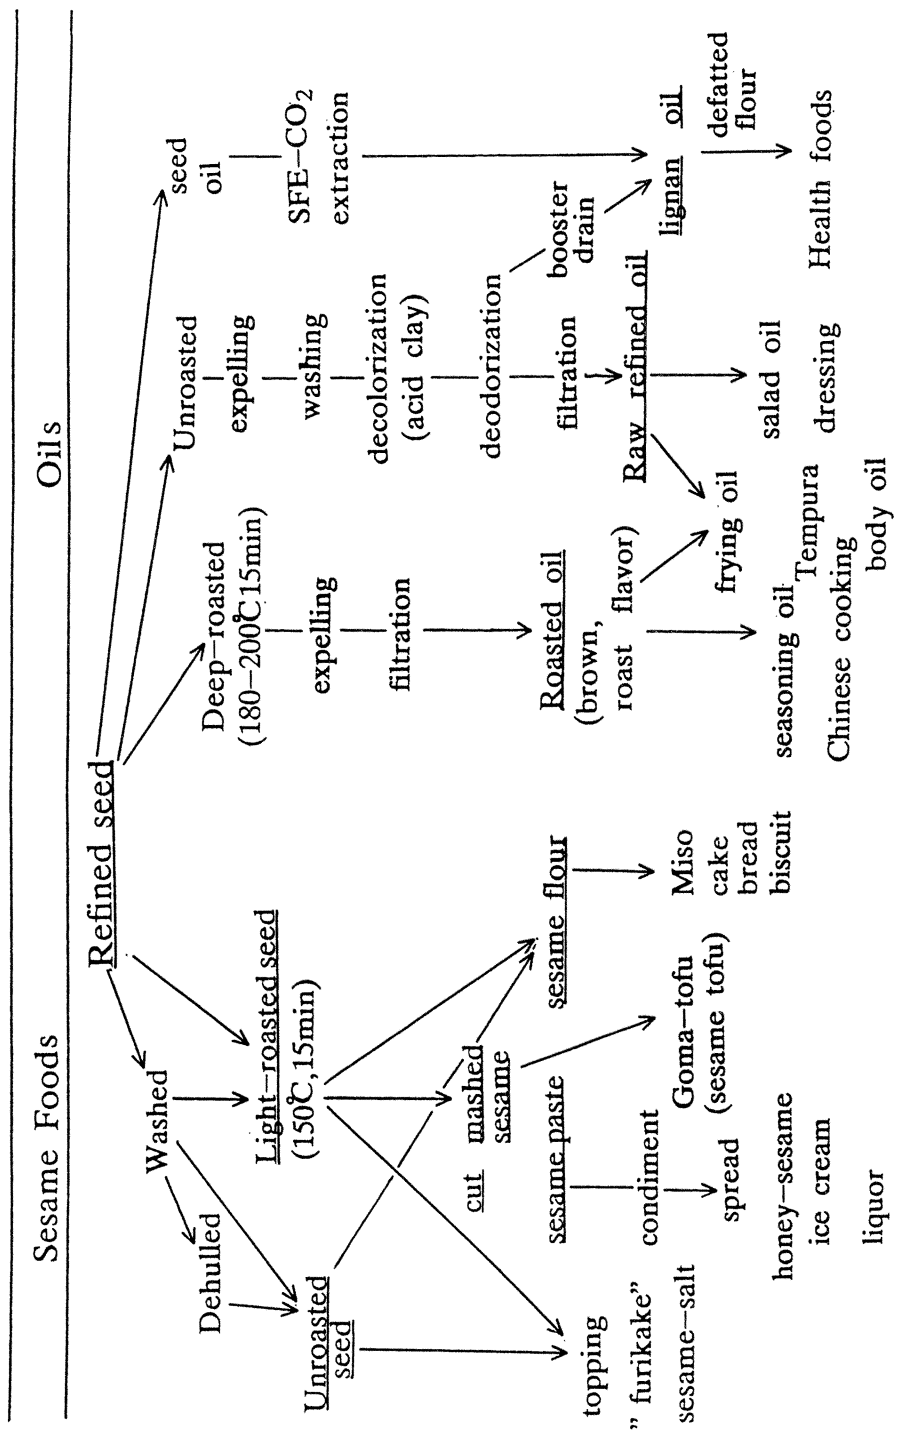 Sesame Foods
Oils
Refined seed
Washed
Dehulled
Unroasted
seed
Light–roasted seed
(150℃, 15min)
cut
mashed
sesame
sesame paste
sesame flour
topping
" furikake"
sesame–salt
condiment
spread
honey–sesame
ice cream
liquor
Goma–tofu
(sesame tofu)
Miso
cake
bread
biscuit
Deep–roasted
(180–200℃15min)
expelling
filtration
Roasted oil
(brown,
roast flavor)
seasoning oil
Chinese cooking
frying oil
Tempura
body oil
Unroasted
expelling
washing
decolorization
(acid clay)
deodorization
filtration
Raw refined oil
salad oil
dressing
booster
drain
seed
oil
SFE–CO2
extraction
lignan oil
defatted
flour
Health foods